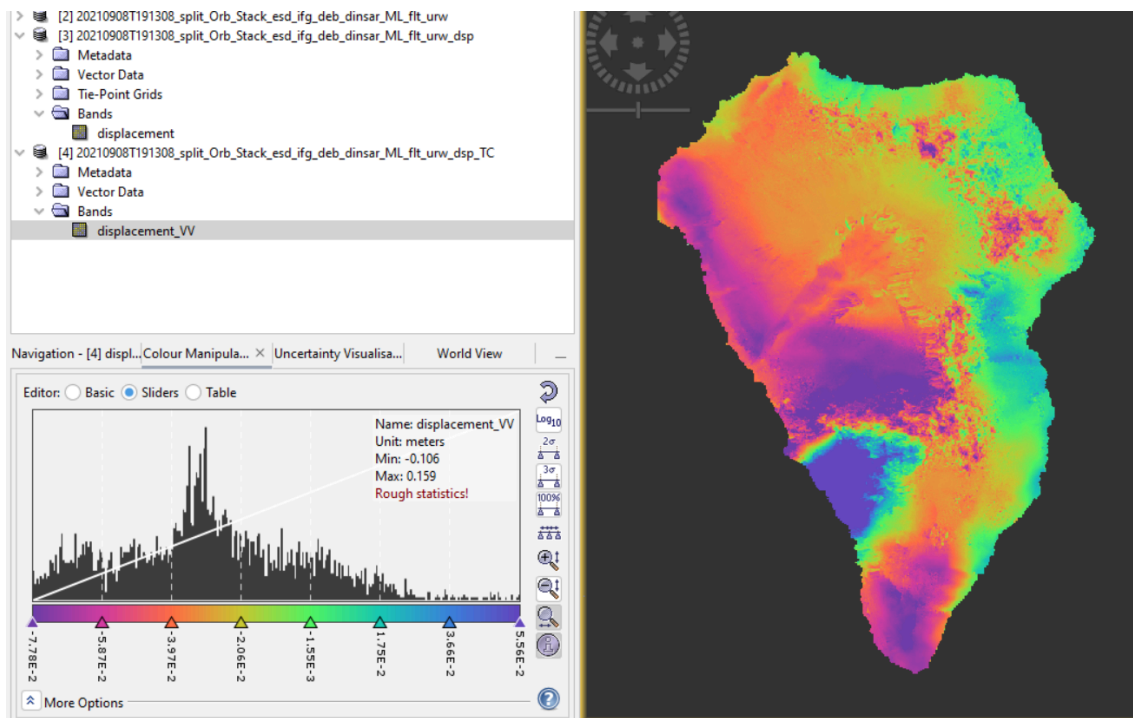 [2] 20210908T191308_split_Orb_Stack_esd_ifg_deb_dinsar_ML_flt_urw
[3] 20210908T191308_split_Orb_Stack_esd_ifg_deb_dinsar_ML_flt_urw_dsp
Metadata
Vector Data
Tie-Point Grids
Bands
displacement
[4] 20210908T191308_split_Orb_Stack_esd_ifg_deb_dinsar_ML_flt_urw_dsp_TC
Metadata
Vector Data
Bands
displacement_VV
Navigation - [4] displ... Colour Manipula... × Uncertainty Visualisa... World View
Editor: Basic Sliders Table
Name: displacement_VV
Unit: meters
Min: -0.106
Max: 0.159
Rough statistics!
Log10
2σ
3σ
100%
-7.78E-2
-5.87E-2
-3.97E-2
-2.06E-2
-1.55E-3
1.75E-2
3.66E-2
5.56E-2
More Options